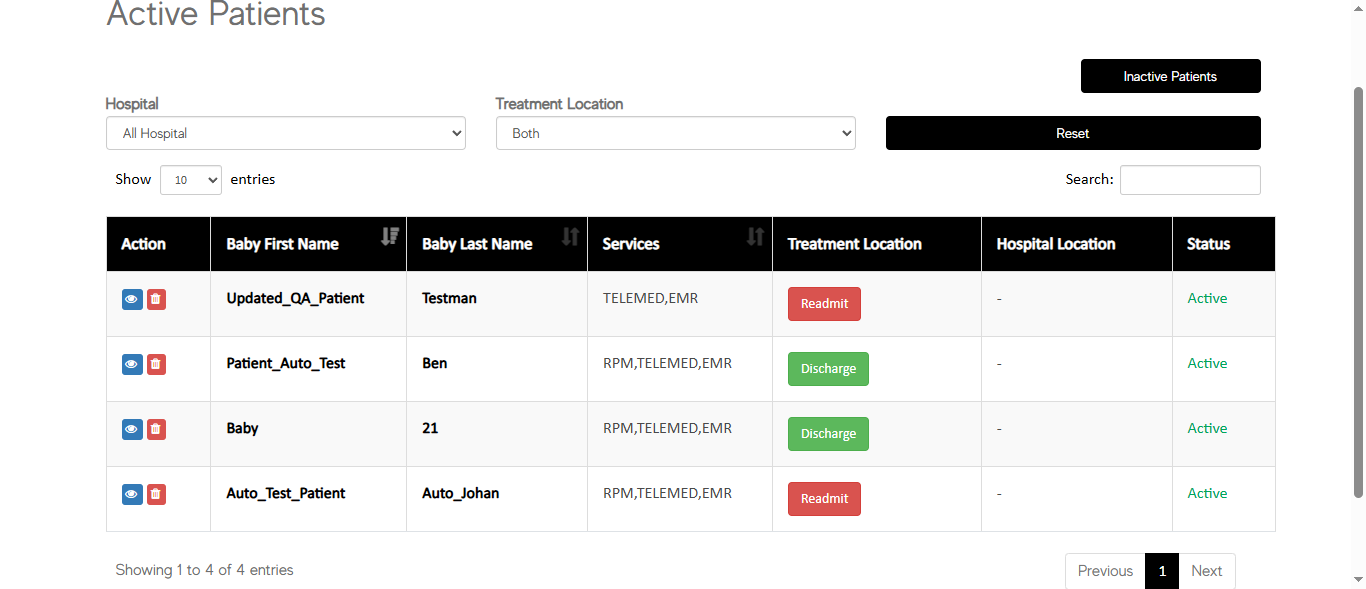 Active Patients
Inactive Patients
Hospital Treatment Location
All Hospital Both Reset
Show 10 entries Search:
Action Baby First Name Baby Last Name Services Treatment Location Hospital Location Status
Updated_QA_Patient Testman TELEMED,EMR Readmit - Active
Patient_Auto_Test Ben RPM,TELEMED,EMR Discharge - Active
Baby 21 RPM,TELEMED,EMR Discharge - Active
Auto_Test_Patient Auto_Johan RPM,TELEMED,EMR Readmit - Active
Showing 1 to 4 of 4 entries Previous 1 Next